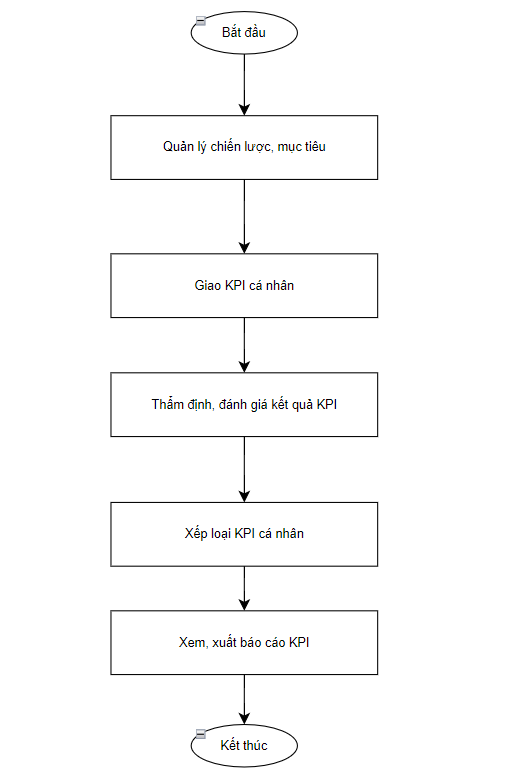 Bắt đầu
Quản lý chiến lược, mục tiêu
Giao KPI cá nhân
Thẩm định, đánh giá kết quả KPI
Xếp loại KPI cá nhân
Xem, xuất báo cáo KPI
Kết thúc